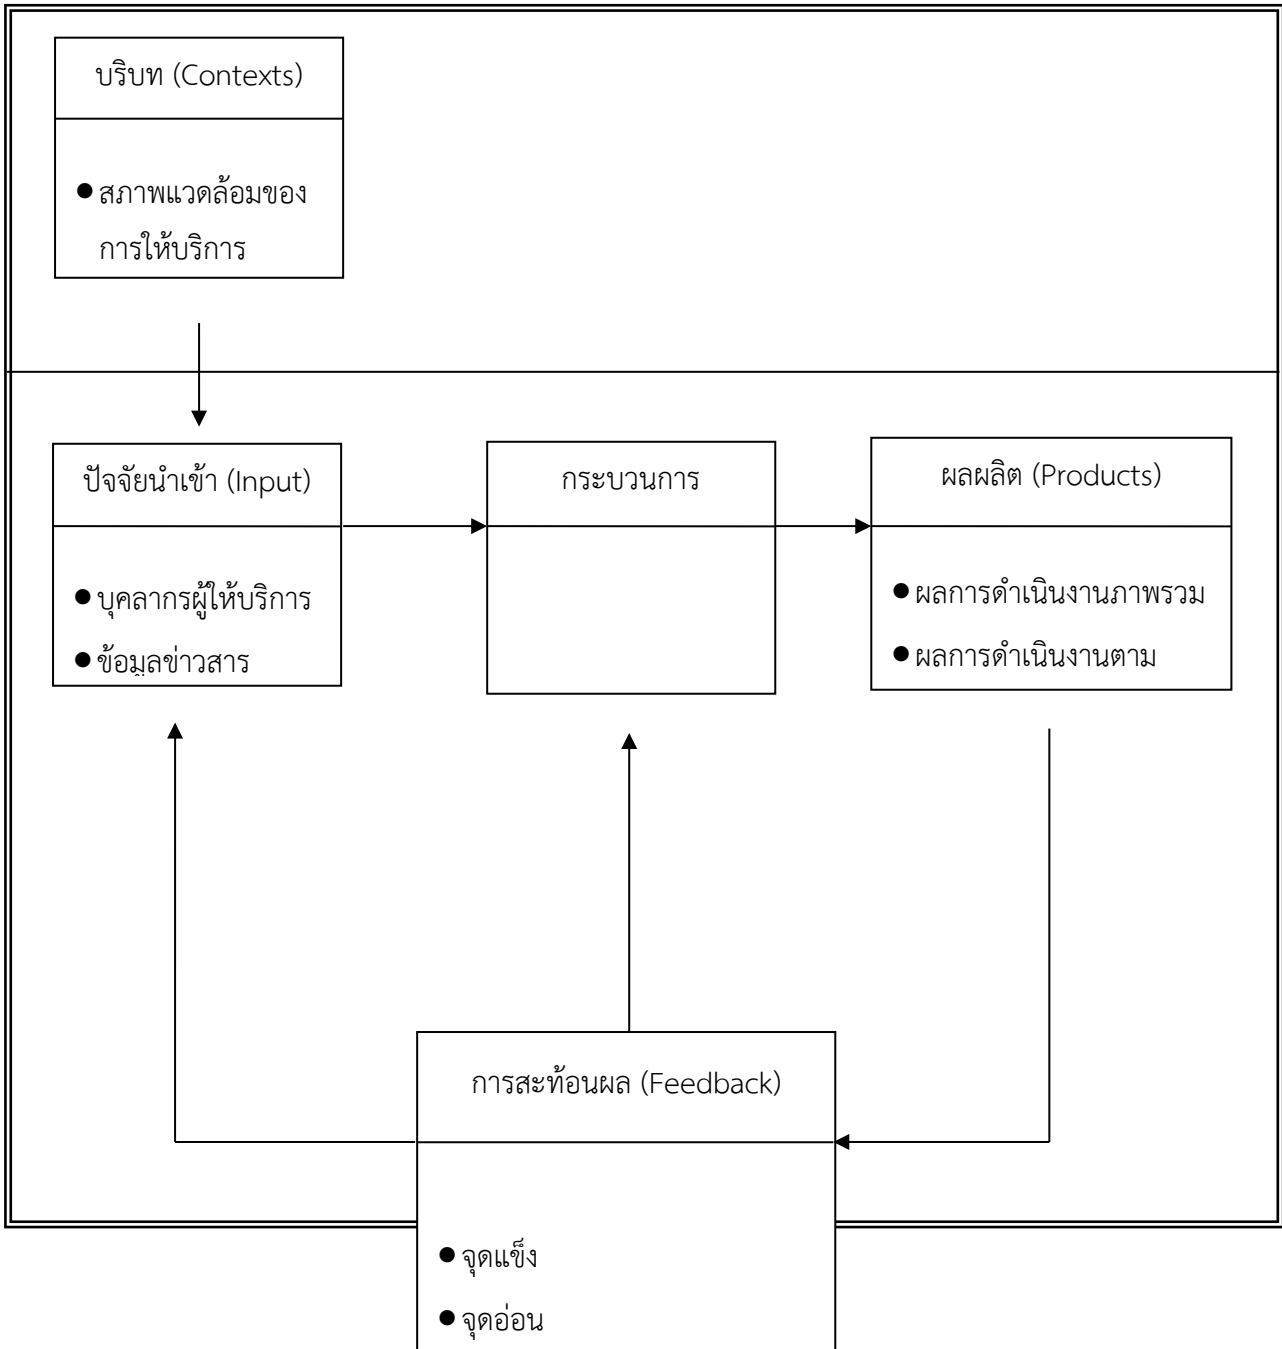 บริบท (Contexts)
● สภาพแวดล้อมของ
การให้บริการ
ปัจจัยนำเข้า (Input)
● บุคลากรผู้ให้บริการ
● ข้อมูลข่าวสาร
กระบวนการ
ผลผลิต (Products)
● ผลการดำเนินงานภาพรวม
● ผลการดำเนินงานตาม
การสะท้อนผล (Feedback)
● จุดแข็ง
● จุดอ่อน